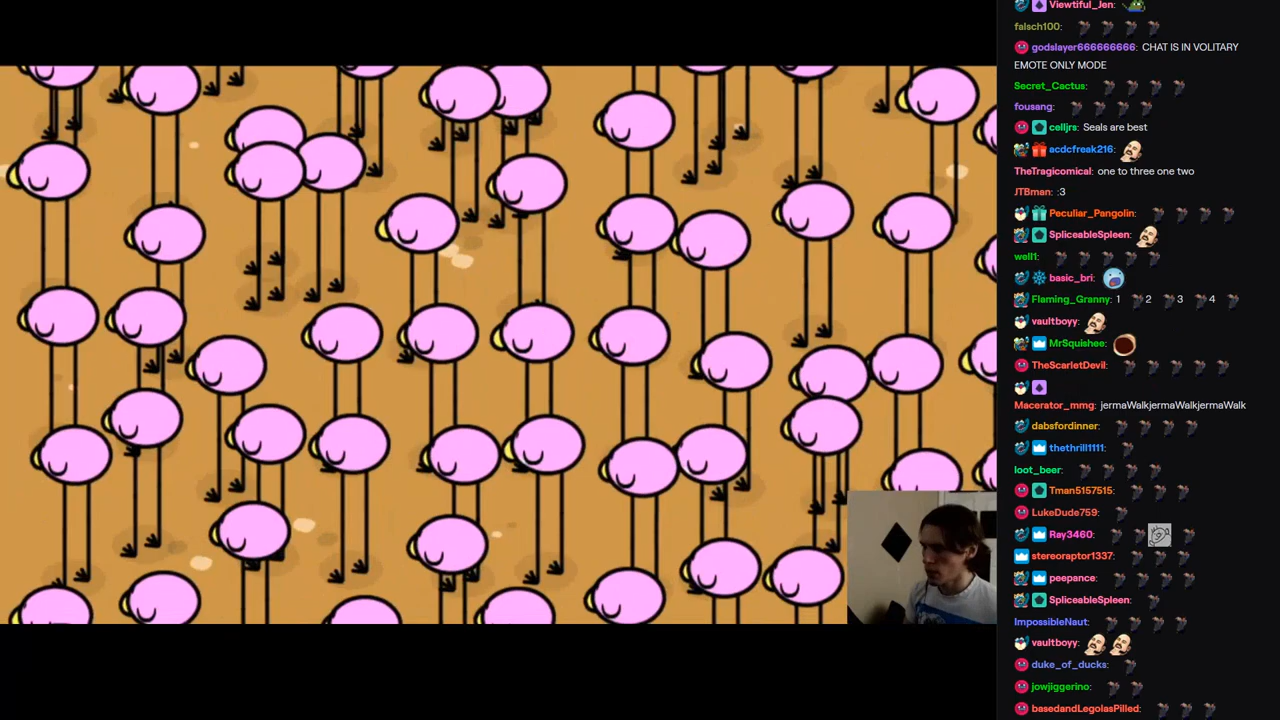 Viewtiful_Jen:
falsch100:
godslayer666666666: CHAT IS IN VOLITARY
EMOTE ONLY MODE
Secret_Cactus:
fousang:
celljrs: Seals are best
acdcfreak216:
TheTragicomical: one to three one two
JTBman: :3
Peculiar_Pangolin:
SpliceableSpleen:
well1:
basic_bri:
Flaming_Granny: 1 2 3 4
vaultboyy:
MrSquishee:
TheScarletDevil:
Macerator_mmg: jermaWalkjermaWalkjermaWalk
dabsfordinner:
thethrill1111:
loot_beer:
Tman5157515:
LukeDude759:
Ray3460:
stereoraptor1337:
peepance:
SpliceableSpleen:
ImpossibleNaut:
vaultboyy:
duke_of_ducks:
jowjiggerino:
basedandLegolasPilled: